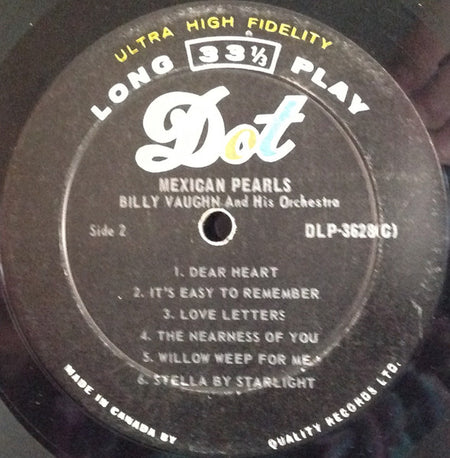 ULTRA HIGH FIDELITY
LONG 33 1/3 PLAY
Dot
MEXICAN PEARLS
BILLY VAUGHN And His Orchestra
Side 2
DLP-3628(C)
1. DEAR HEART
2. IT'S EASY TO REMEMBER
3. LOVE LETTERS
4. THE NEARNESS OF YOU
5. WILLOW WEEP FOR ME
6. STELLA BY STARLIGHT
MADE IN CANADA BY QUALITY RECORDS LTD.